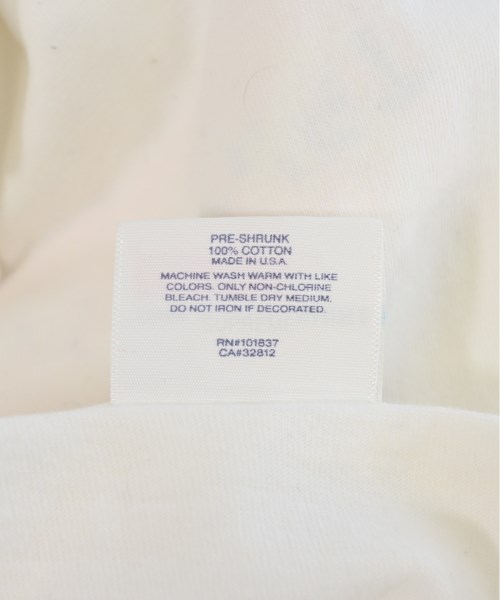 PRE-SHRUNK
100% COTTON
MADE IN U.S.A.
MACHINE WASH WARM WITH LIKE
COLORS. ONLY NON-CHLORINE
BLEACH. TUMBLE DRY MEDIUM.
DO NOT IRON IF DECORATED.
RN#101837
CA#32812